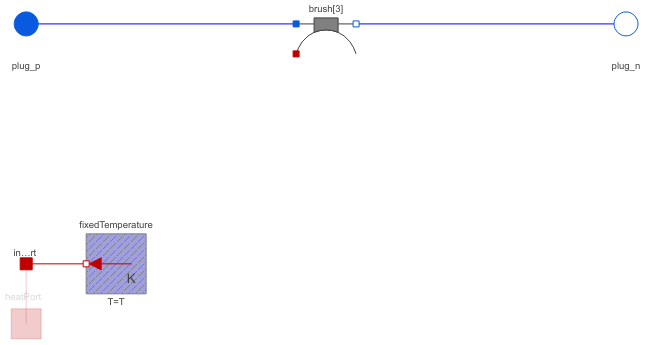 brush[3]
plug_p
plug_n
fixedTemperature
in...rt
K
heatPort
T=T